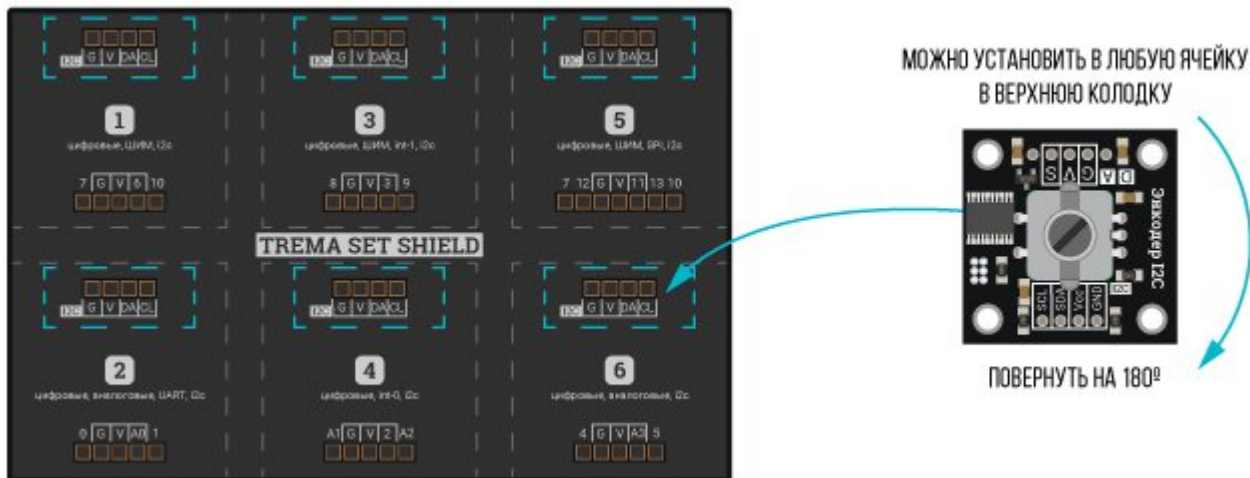 I2C G V DA CL
I2C G V DA CL
I2C G V DA CL
1
3
5
цифровые, ШИМ, i2c
цифровые, ШИМ, int-1, i2c
цифровые, ШИМ, SPI, i2c
7 G V 6 10
8 G V 3 9
7 12 G V 11 13 10
TREMA SET SHIELD
I2C G V DA CL
I2C G V DA CL
I2C G V DA CL
2
4
6
цифровые, аналоговые, UART, i2c
цифровые, int-0, i2c
цифровые, аналоговые, i2c
0 G V A0 1
A1 G V 2 A2
4 G V A3 5
МОЖНО УСТАНОВИТЬ В ЛЮБУЮ ЯЧЕЙКУ
В ВЕРХНЮЮ КОЛОДКУ
S V G A D
Энкодер I2C
I2C
SCL SDA Vcc GND
ПОВЕРНУТЬ НА 180º